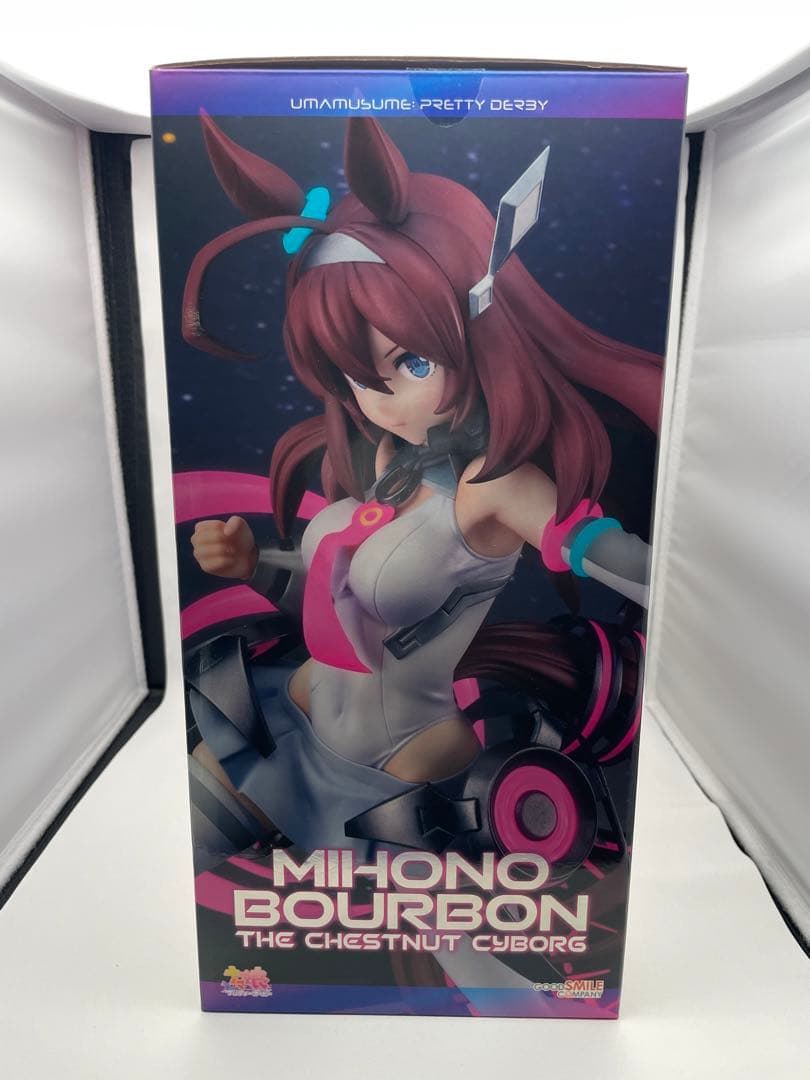 UMAMUSUME: PRETTY DERBY
MIHONO
BOURBON
THE CHESTNUT CYBORG
GOOD SMILE
COMPANY